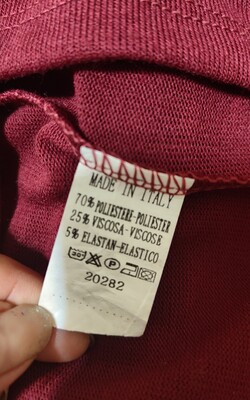 MADE IN ITALY
70% POLIESTERE-POLIESTER
25% VISCOSA-VISCOSE
5% ELASTAN-ELASTICO
20282